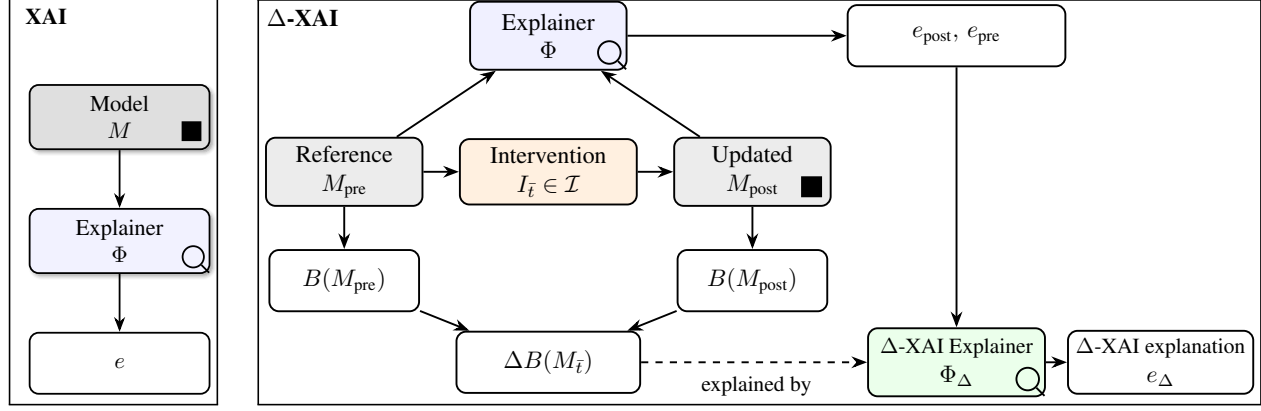 XAI
Model
M
Explainer
Φ
e
Δ-XAI
Explainer
Φ
e_post, e_pre
Reference
M_pre
Intervention
I_t̄ ∈ ℐ
Updated
M_post
B(M_pre)
B(M_post)
ΔB(M_t̄)
explained by
Δ-XAI Explainer
Φ_Δ
Δ-XAI explanation
e_Δ